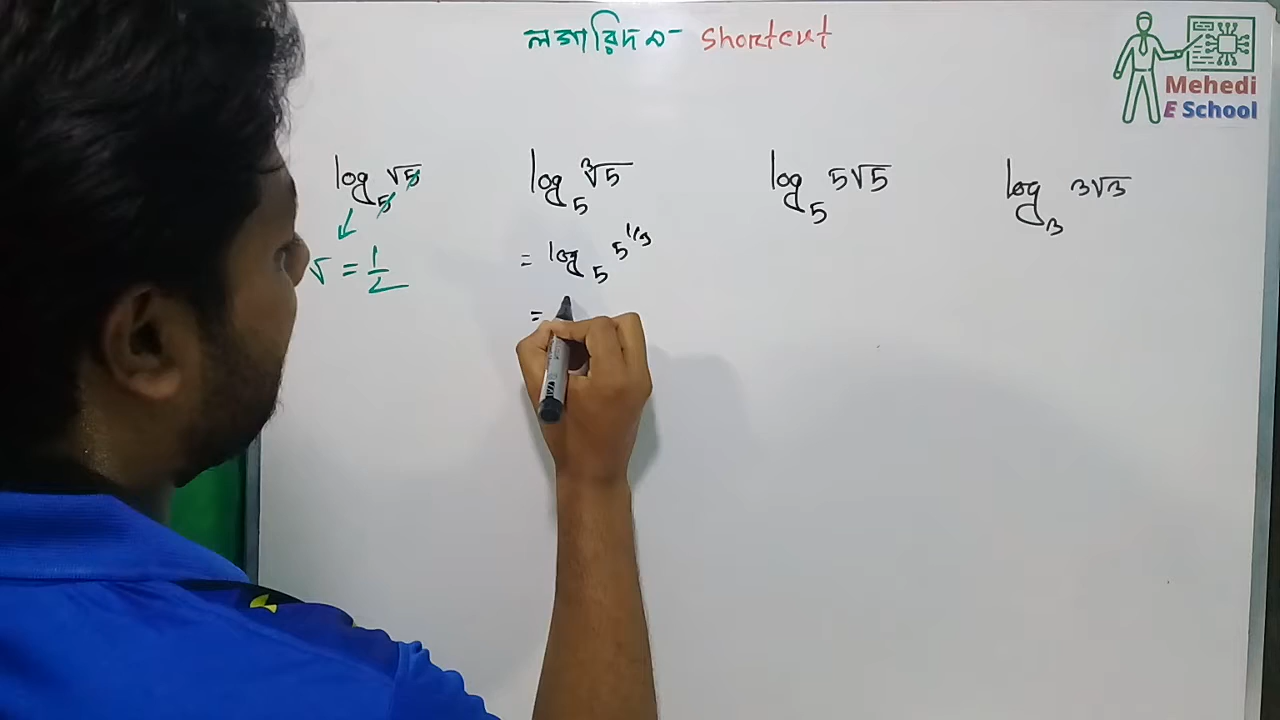 লগারিদম - Shortcut
Mehedi
E School
log₅ √5
√ = 1/2
log₅ ∛5
= log₅ 5^1/3
=
log₅ 5√5
log₃ 3√3